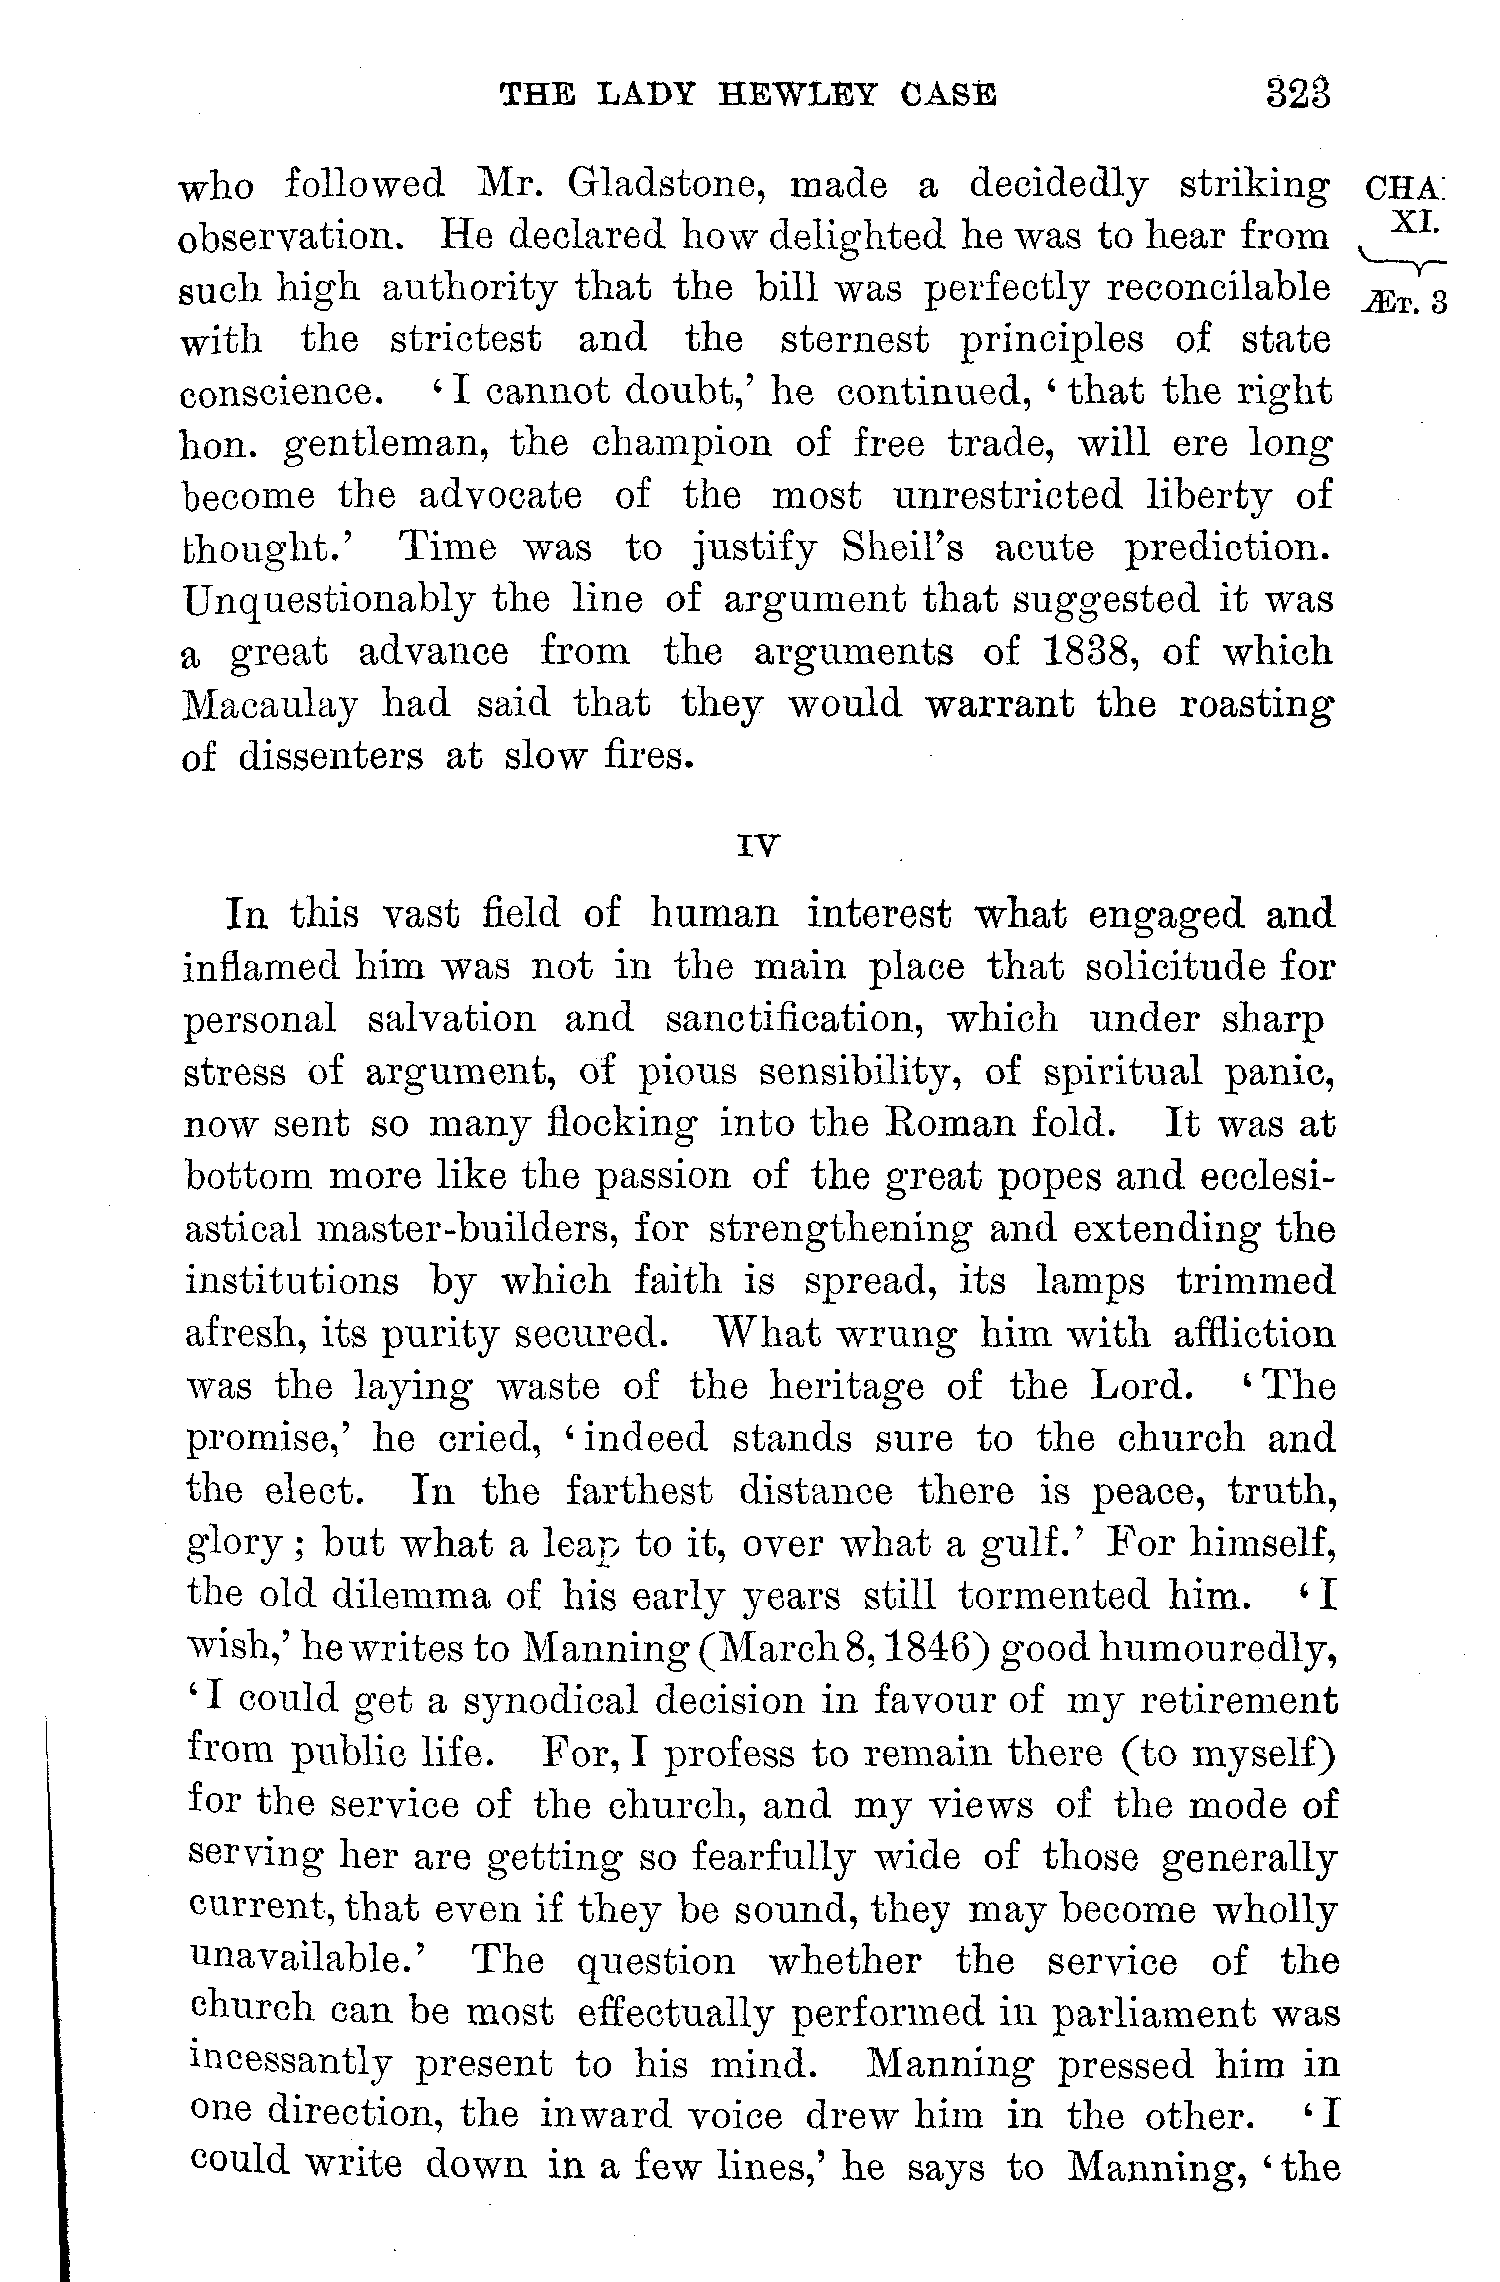 THE LADY HEWLEY CASE 323
who followed Mr. Gladstone, made a decidedly striking
observation. He declared how delighted he was to hear from
such high authority that the bill was perfectly reconcilable
with the strictest and the sternest principles of state
conscience. ‘I cannot doubt,’ he continued, ‘that the right
hon. gentleman, the champion of free trade, will ere long
become the advocate of the most unrestricted liberty of
thought.’ Time was to justify Sheil’s acute prediction.
Unquestionably the line of argument that suggested it was
a great advance from the arguments of 1838, of which
Macaulay had said that they would warrant the roasting
of dissenters at slow fires.
CHA
XI.
ÆT. 3
IV
In this vast field of human interest what engaged and
inflamed him was not in the main place that solicitude for
personal salvation and sanctification, which under sharp
stress of argument, of pious sensibility, of spiritual panic,
now sent so many flocking into the Roman fold. It was at
bottom more like the passion of the great popes and ecclesi-
astical master-builders, for strengthening and extending the
institutions by which faith is spread, its lamps trimmed
afresh, its purity secured. What wrung him with affliction
was the laying waste of the heritage of the Lord. ‘The
promise,’ he cried, ‘indeed stands sure to the church and
the elect. In the farthest distance there is peace, truth,
glory; but what a leap to it, over what a gulf.’ For himself,
the old dilemma of his early years still tormented him. ‘I
wish,’ he writes to Manning (March 8, 1846) good humouredly,
‘I could get a synodical decision in favour of my retirement
from public life. For, I profess to remain there (to myself)
for the service of the church, and my views of the mode of
serving her are getting so fearfully wide of those generally
current, that even if they be sound, they may become wholly
unavailable.’ The question whether the service of the
church can be most effectually performed in parliament was
incessantly present to his mind. Manning pressed him in
one direction, the inward voice drew him in the other. ‘I
could write down in a few lines,’ he says to Manning, ‘the